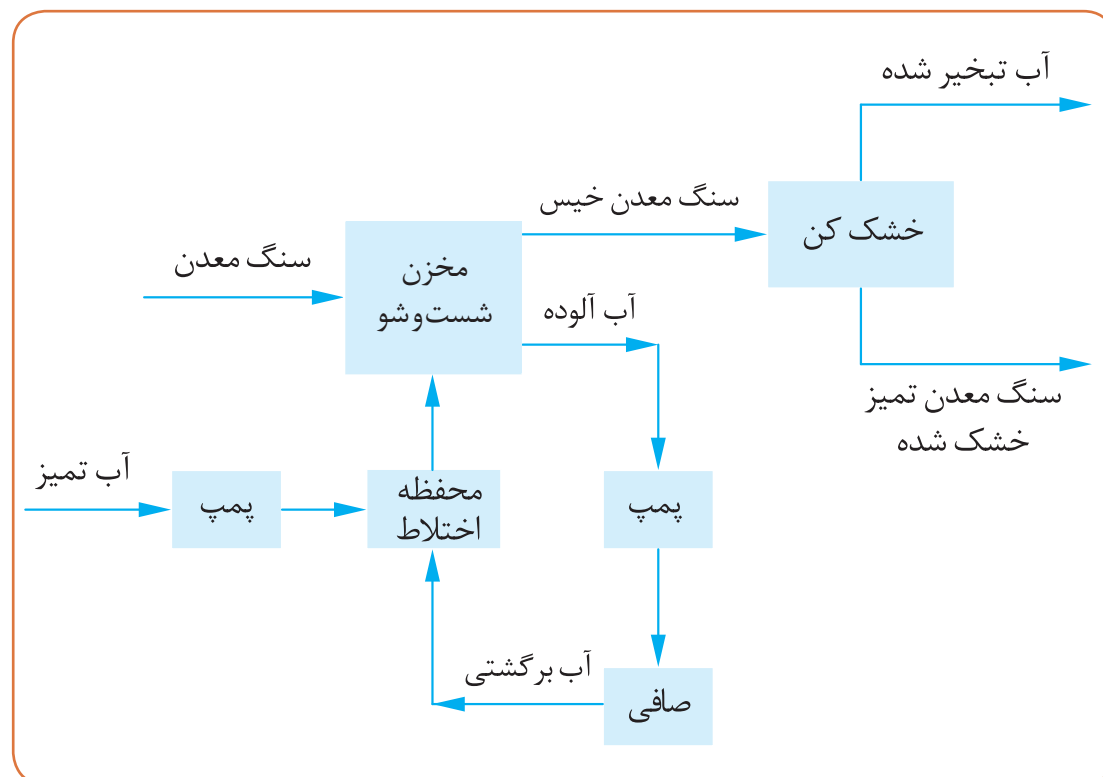 آب تبخیر شده
سنگ معدن خیس
خشک کن
سنگ معدن
مخزن
شست‌وشو
آب آلوده
سنگ معدن تمیز
خشک شده
آب تمیز
پمپ
محفظه
اختلاط
پمپ
آب برگشتی
صافی